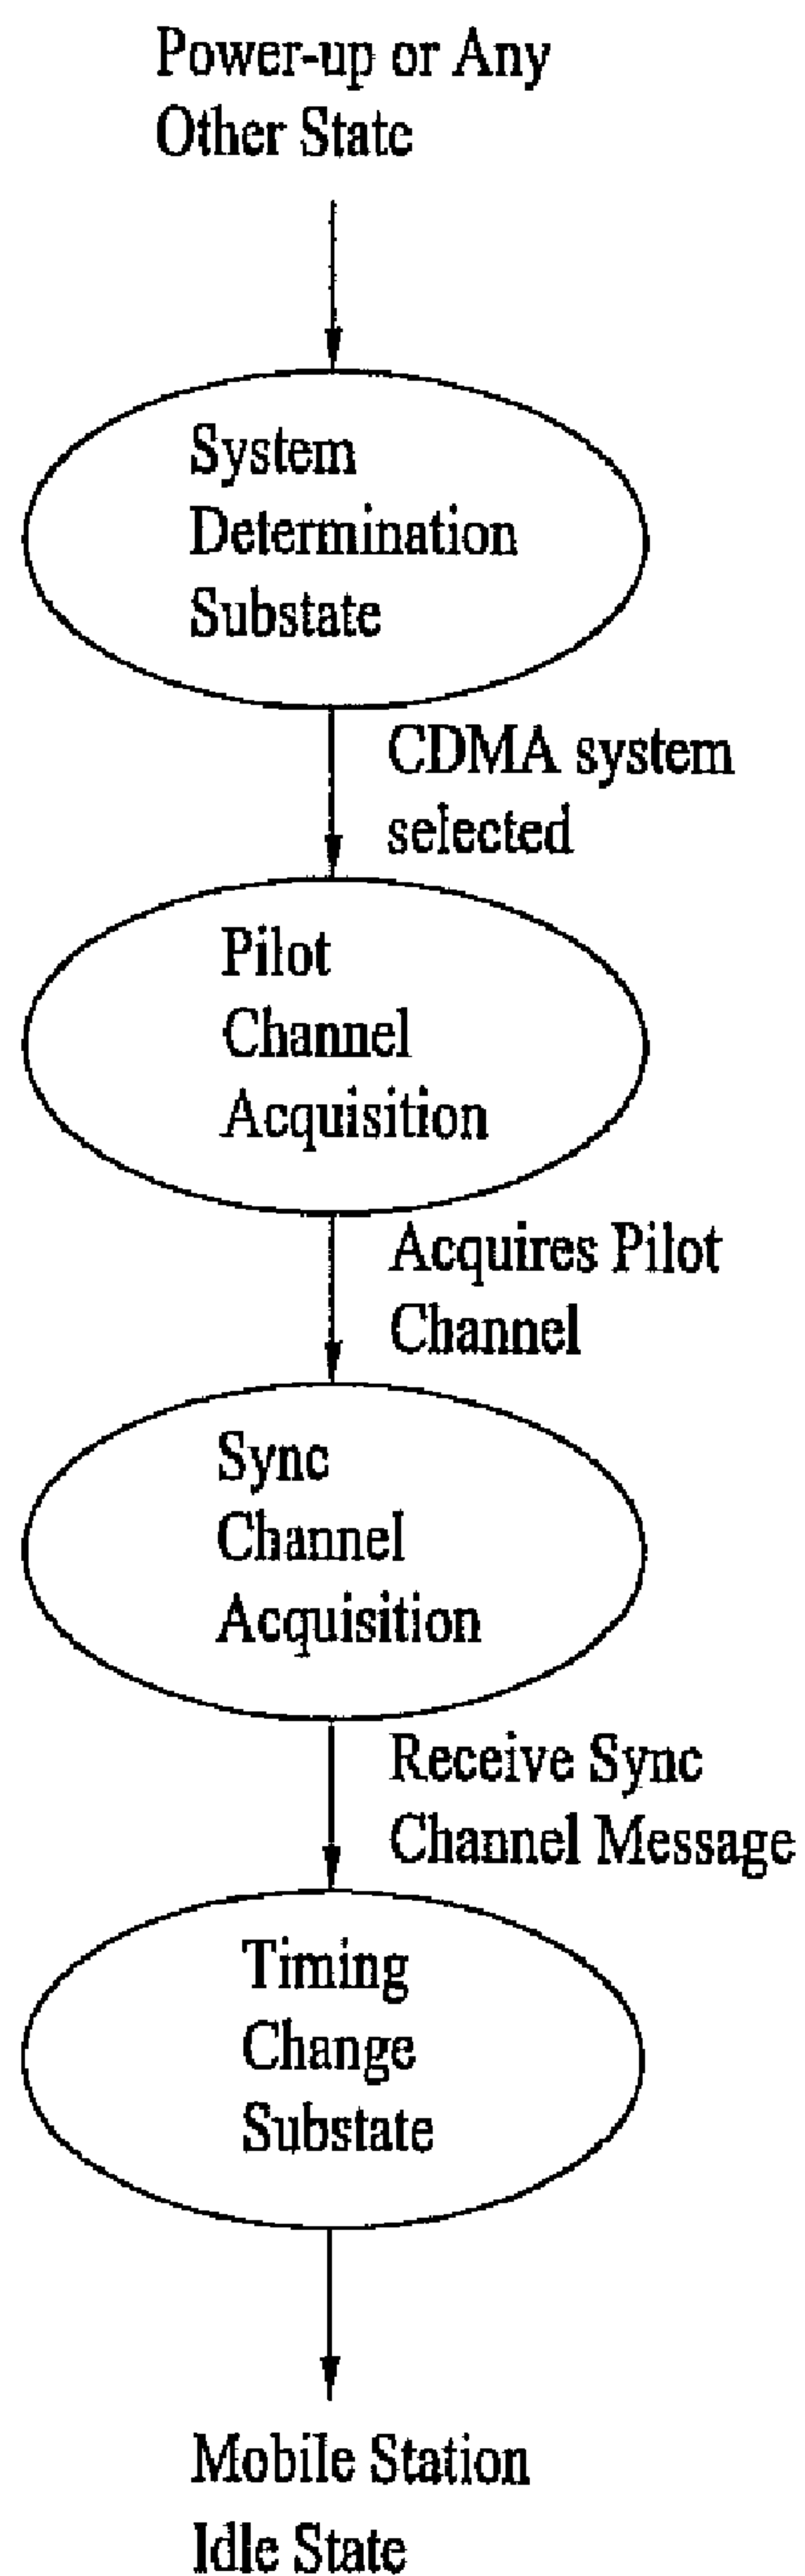 Power-up or Any
Other State
System
Determination
Substate
CDMA system
selected
Pilot
Channel
Acquisition
Acquires Pilot
Channel
Sync
Channel
Acquisition
Receive Sync
Channel Message
Timing
Change
Substate
Mobile Station
Idle State